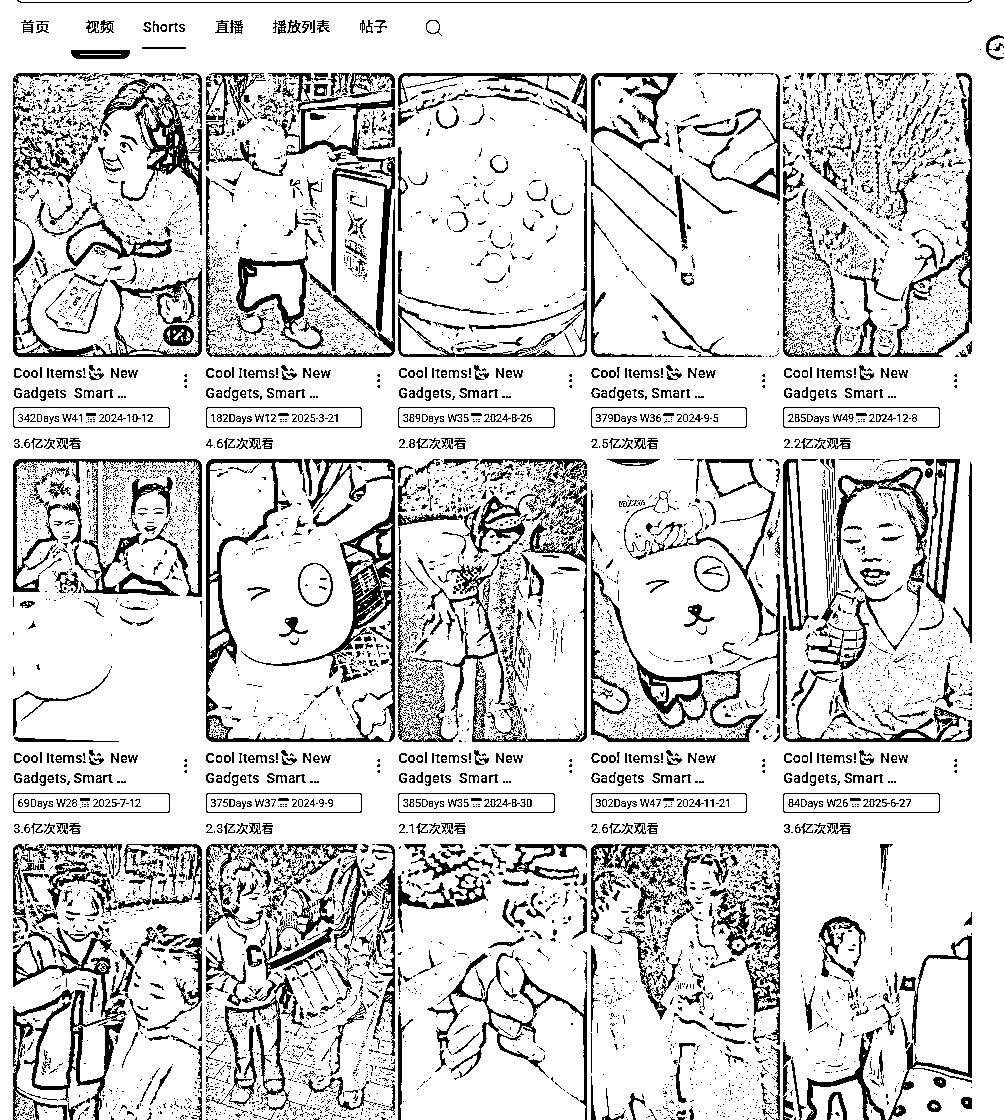 首页 视频 Shorts 直播 播放列表 帖子
Cool Items! New
Gadgets Smart ...
342Days W41 2024-10-12
3.6亿次观看
Cool Items! New
Gadgets, Smart ...
182Days W12 2025-3-21
4.6亿次观看
Cool Items! New
Gadgets, Smart ...
389Days W35 2024-8-26
2.8亿次观看
Cool Items! New
Gadgets, Smart ...
379Days W36 2024-9-5
2.5亿次观看
Cool Items! New
Gadgets Smart ...
285Days W49 2024-12-8
2.2亿次观看
Cool Items! New
Gadgets, Smart ...
69Days W28 2025-7-12
3.6亿次观看
Cool Items! New
Gadgets, Smart ...
375Days W37 2024-9-9
2.3亿次观看
Cool Items! New
Gadgets Smart ...
385Days W35 2024-8-30
2.1亿次观看
Cool Items! New
Gadgets Smart ...
302Days W47 2024-11-21
2.6亿次观看
Cool Items! New
Gadgets, Smart ...
84Days W26 2025-6-27
3.6亿次观看